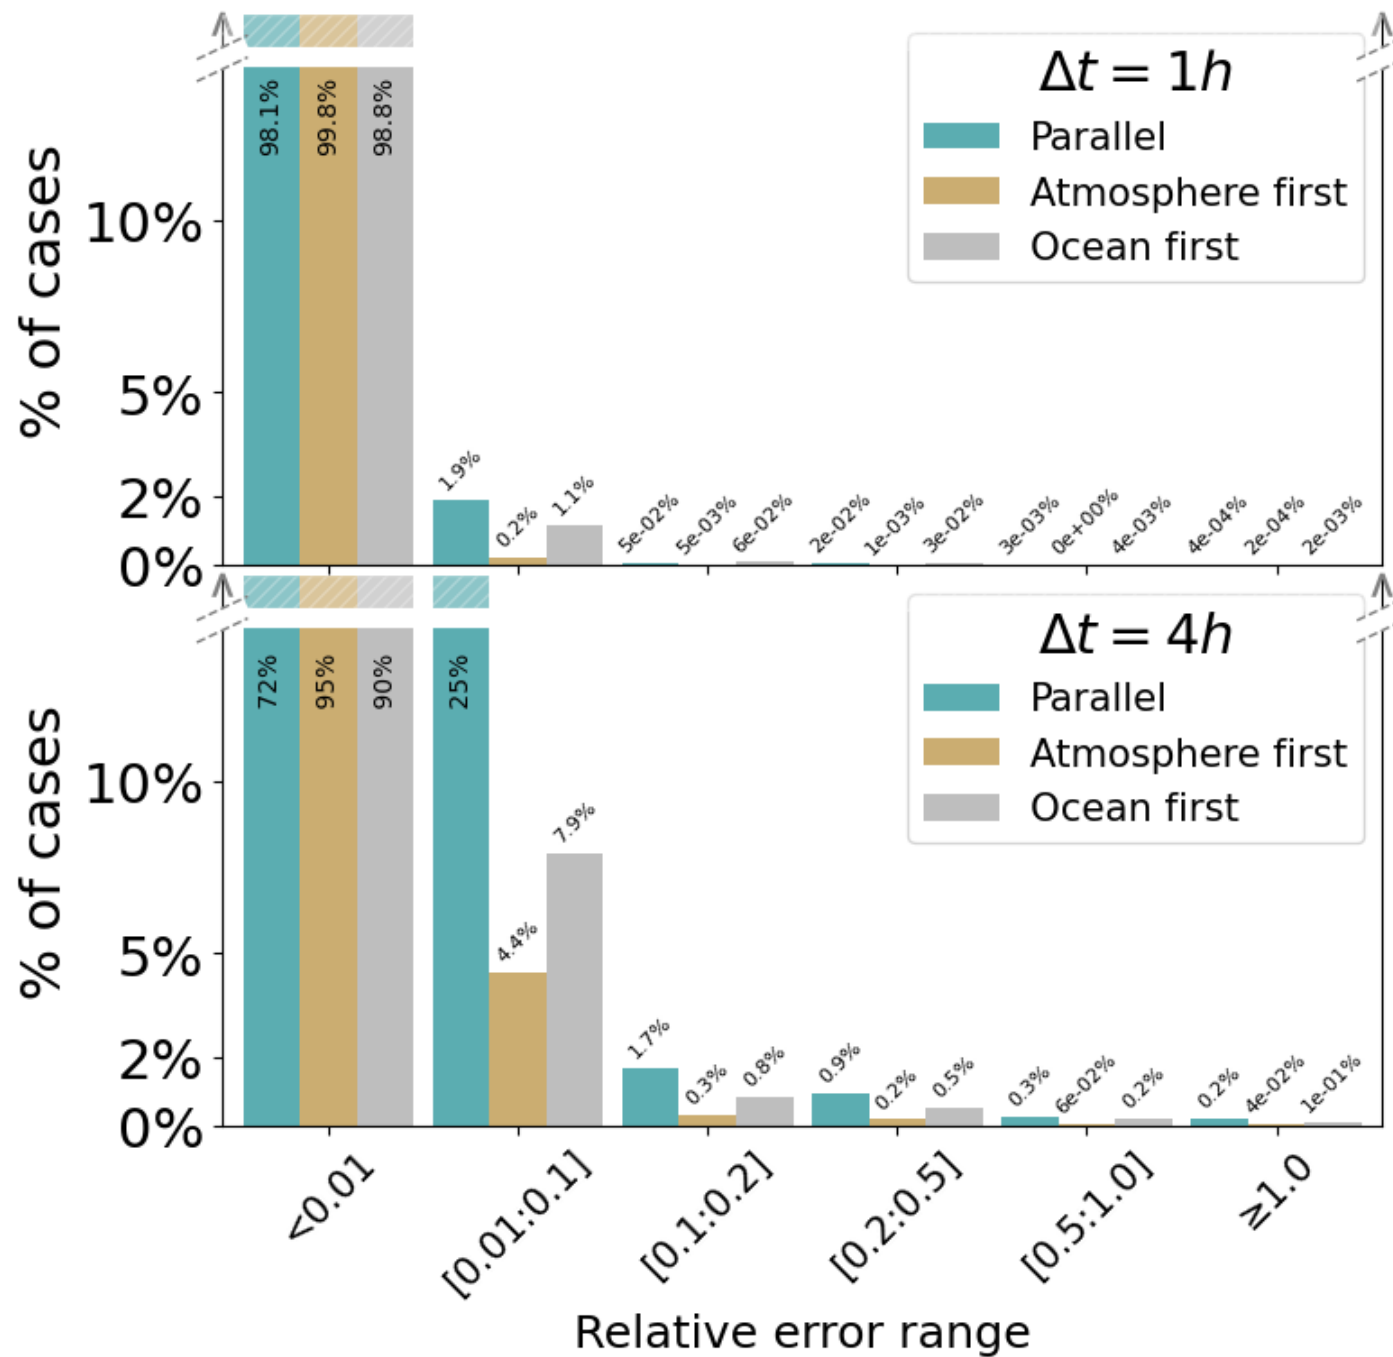 Δt = 1h
Parallel
Atmosphere first
Ocean first
% of cases
10%
5%
2%
0%
98.1%
99.8%
98.8%
1.9%
0.2%
1.1%
5e-02%
5e-03%
6e-02%
2e-02%
1e-03%
3e-02%
3e-03%
0e+00%
4e-03%
4e-04%
2e-04%
2e-03%
Δt = 4h
Parallel
Atmosphere first
Ocean first
% of cases
10%
5%
2%
0%
72%
95%
90%
25%
4.4%
7.9%
1.7%
0.3%
0.8%
0.9%
0.2%
0.5%
0.3%
6e-02%
0.2%
0.2%
4e-02%
1e-01%
<0.01
[0.01:0.1]
[0.1:0.2]
[0.2:0.5]
[0.5:1.0]
≥1.0
Relative error range